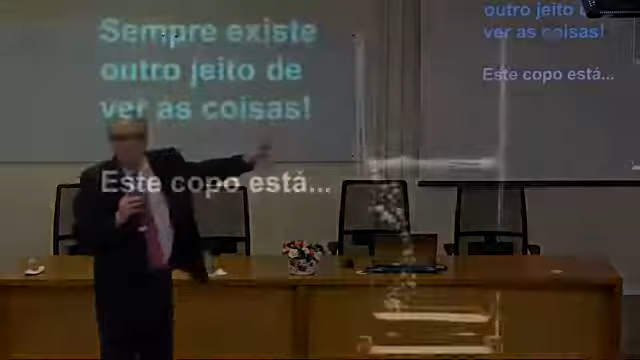 Sempre existe
outro jeito de
ver as coisas!
Este copo está...
outro jeito
ver as coisas!
Este copo está...